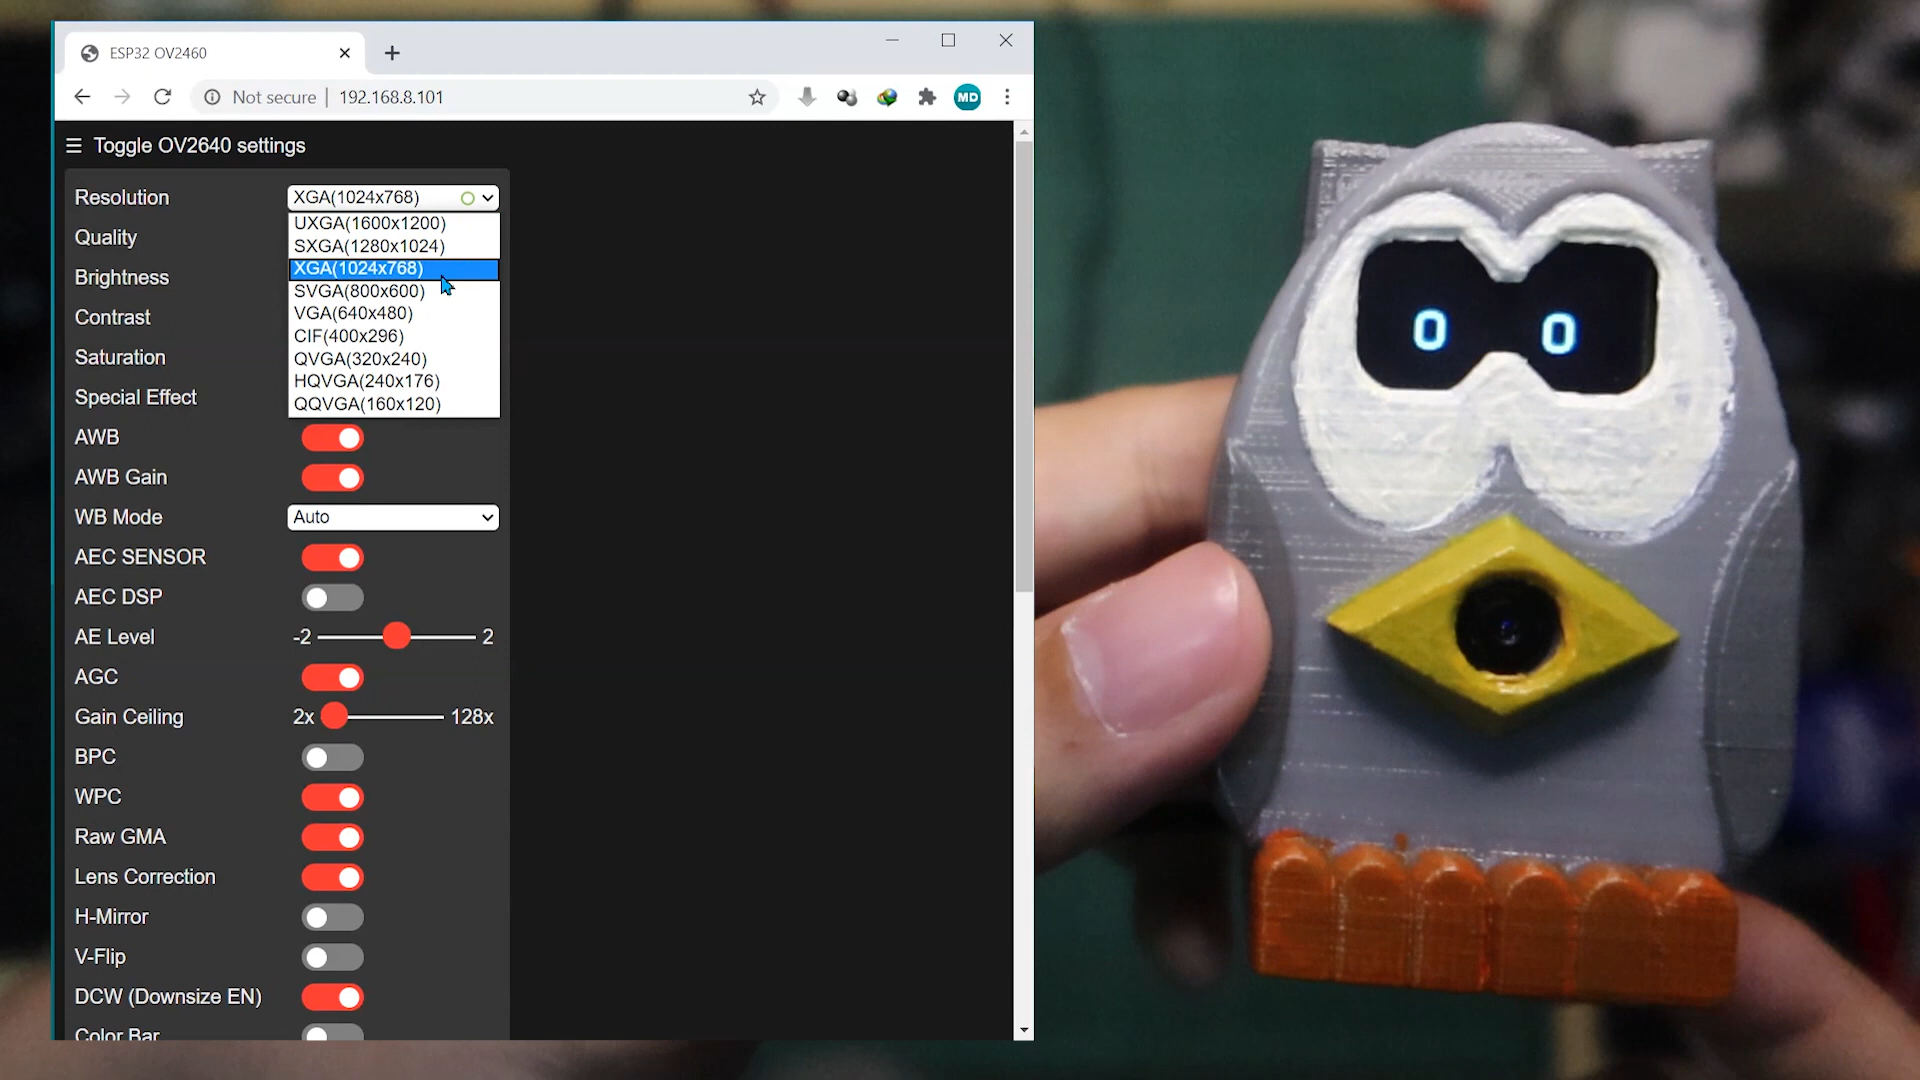 ESP32 OV2460
Not secure | 192.168.8.101
MD
☰ Toggle OV2640 settings
Resolution XGA(1024x768)
UXGA(1600x1200)
SXGA(1280x1024)
XGA(1024x768)
SVGA(800x600)
VGA(640x480)
CIF(400x296)
QVGA(320x240)
HQVGA(240x176)
QQVGA(160x120)
Quality
Brightness
Contrast
Saturation
Special Effect
AWB
AWB Gain
WB Mode Auto
AEC SENSOR
AEC DSP
AE Level -2 2
AGC
Gain Ceiling 2x 128x
BPC
WPC
Raw GMA
Lens Correction
H-Mirror
V-Flip
DCW (Downsize EN)
Color Bar
0 0